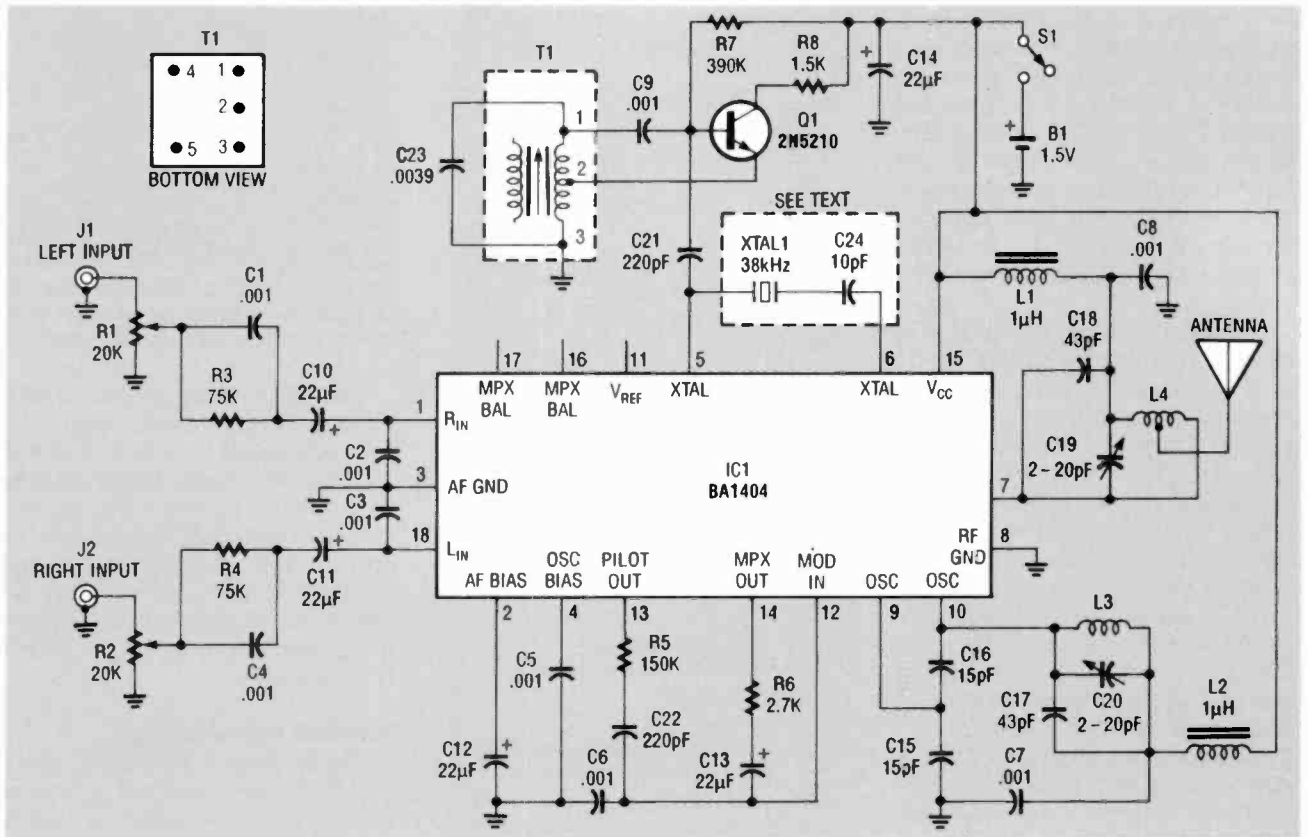 T1
4
1
2
5
3
BOTTOM VIEW
T1
1
2
3
C23
.0039
C9
.001
R7
390K
R8
1.5K
Q1
2N5210
C14
22µF
+
S1
+
B1
1.5V
SEE TEXT
XTAL1
38kHz
C24
10pF
C21
220pF
L1
1µH
C8
.001
C18
43pF
ANTENNA
L4
C19
2–20pF
J1
LEFT INPUT
R1
20K
C1
.001
R3
75K
C10
22µF
+
C2
.001
C3
.001
J2
RIGHT INPUT
R2
20K
R4
75K
C4
.001
C11
22µF
+
17
16
11
5
6
15
MPX BAL
MPX BAL
VREF
XTAL
XTAL
VCC
1
RIN
3
AF GND
18
LIN
IC1
BA1404
7
RF GND
8
AF BIAS
OSC BIAS
PILOT OUT
MPX OUT
MOD IN
OSC
OSC
2
4
13
14
12
9
10
C12
22µF
+
C5
.001
R5
150K
C22
220pF
C6
.001
R6
2.7K
C13
22µF
+
C16
15pF
C15
15pF
C17
43pF
L3
C20
2–20pF
C7
.001
L2
1µH